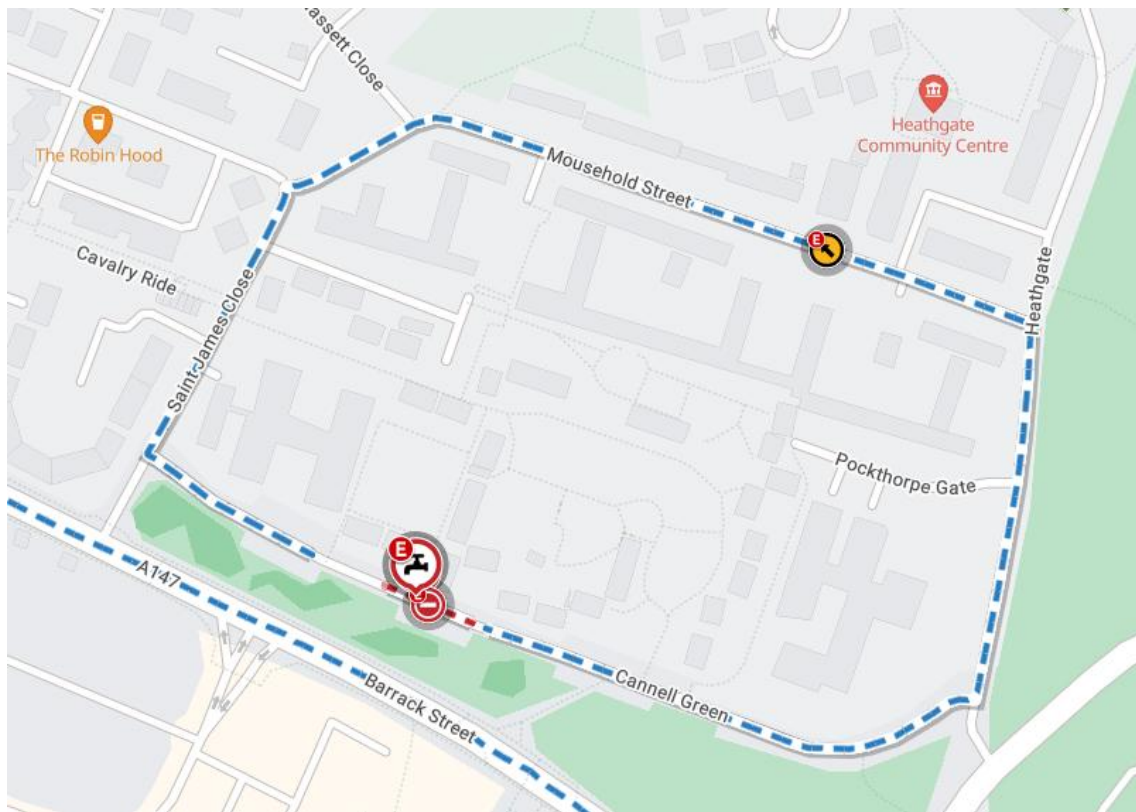 assett Close
The Robin Hood
Mousehold Street
Heathgate
Community Centre
Cavalry Ride
Saint James Close
Heathgate
E
Pockthorpe Gate
E
A147
Barrack Street
Cannell Green